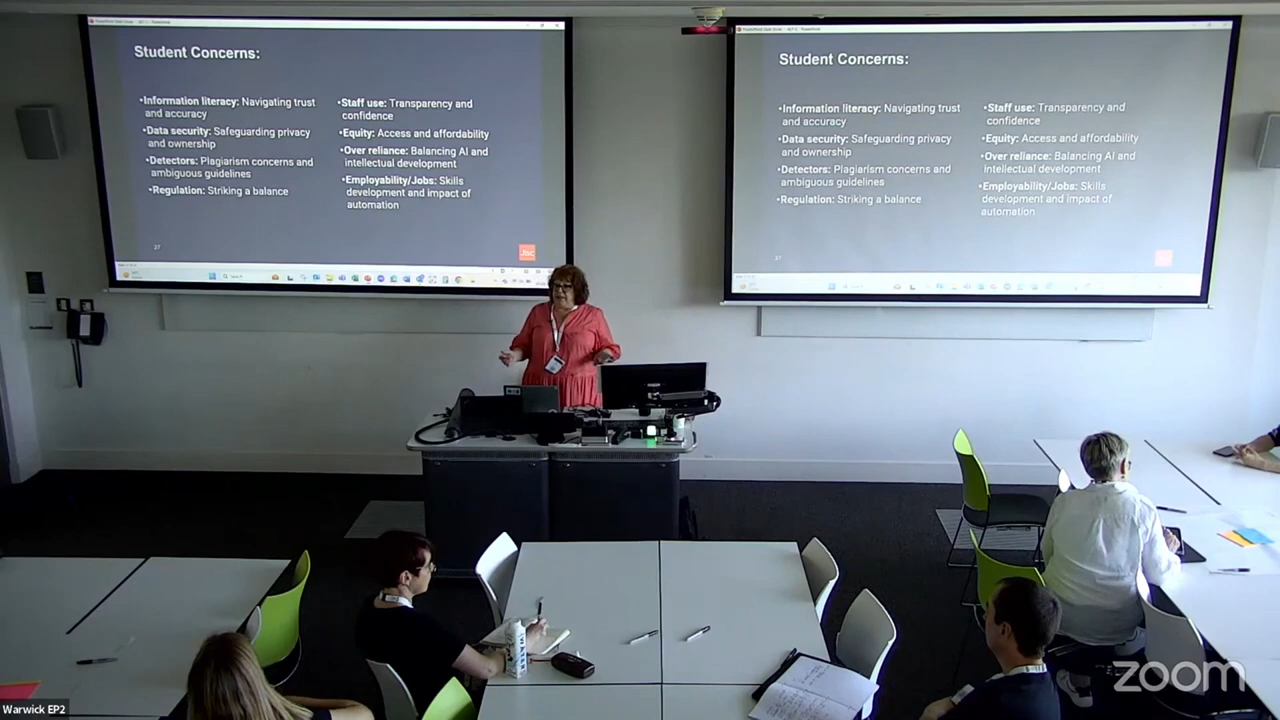 Student Concerns:
•Information literacy: Navigating trust
and accuracy
•Data security: Safeguarding privacy
and ownership
•Detectors: Plagiarism concerns and
ambiguous guidelines
•Regulation: Striking a balance
•Staff use: Transparency and
confidence
•Equity: Access and affordability
•Over reliance: Balancing AI and
intellectual development
•Employability/Jobs: Skills
development and impact of
automation
27
Jisc
Student Concerns:
•Information literacy: Navigating trust
and accuracy
•Data security: Safeguarding privacy
and ownership
•Detectors: Plagiarism concerns and
ambiguous guidelines
•Regulation: Striking a balance
•Staff use: Transparency and
confidence
•Equity: Access and affordability
•Over reliance: Balancing AI and
intellectual development
•Employability/Jobs: Skills
development and impact of
automation
27
Warwick EP2
zoom